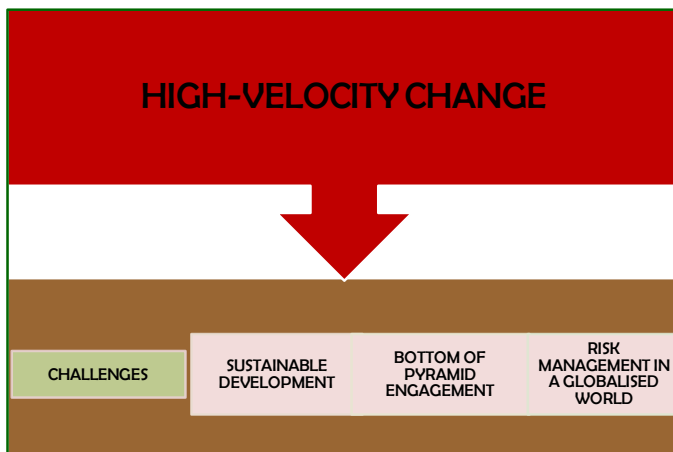 HIGH-VELOCITY CHANGE
CHALLENGES
SUSTAINABLE
DEVELOPMENT
BOTTOM OF
PYRAMID
ENGAGEMENT
RISK
MANAGEMENT IN
A GLOBALISED
WORLD